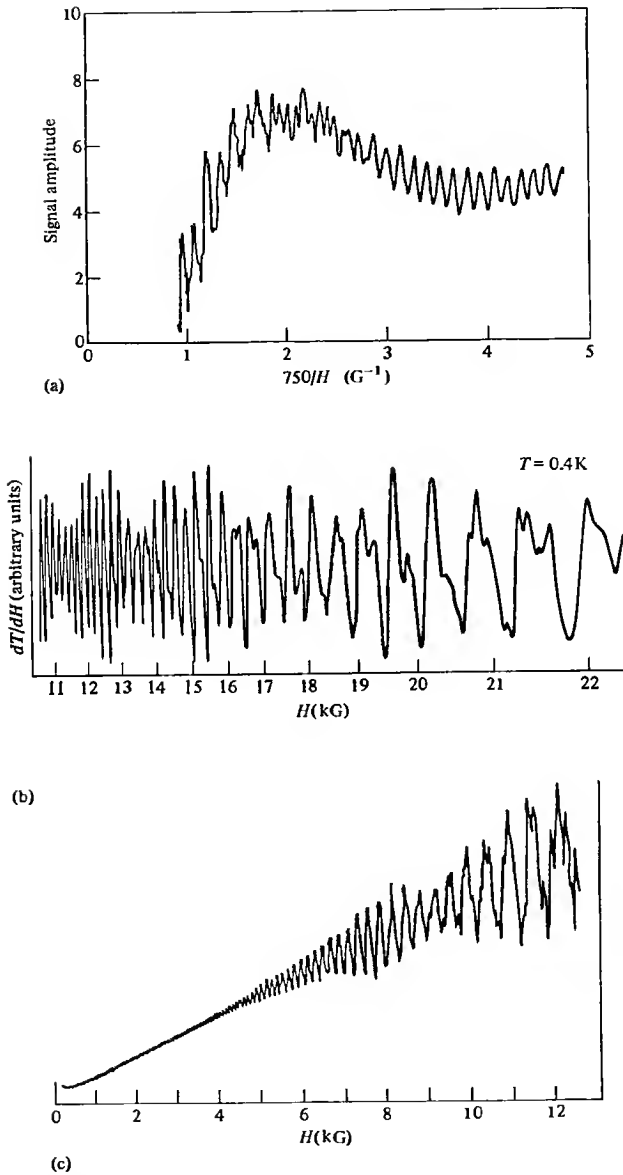 10
8
6
4
2
0
Signal amplitude
0 1 2 3 4 5
750/H (G⁻¹)
(a)
T = 0.4K
dT/dH (arbitrary units)
11 12 13 14 15 16 17 18 19 20 21 22
H(kG)
(b)
0 2 4 6 8 10 12
H(kG)
(c)